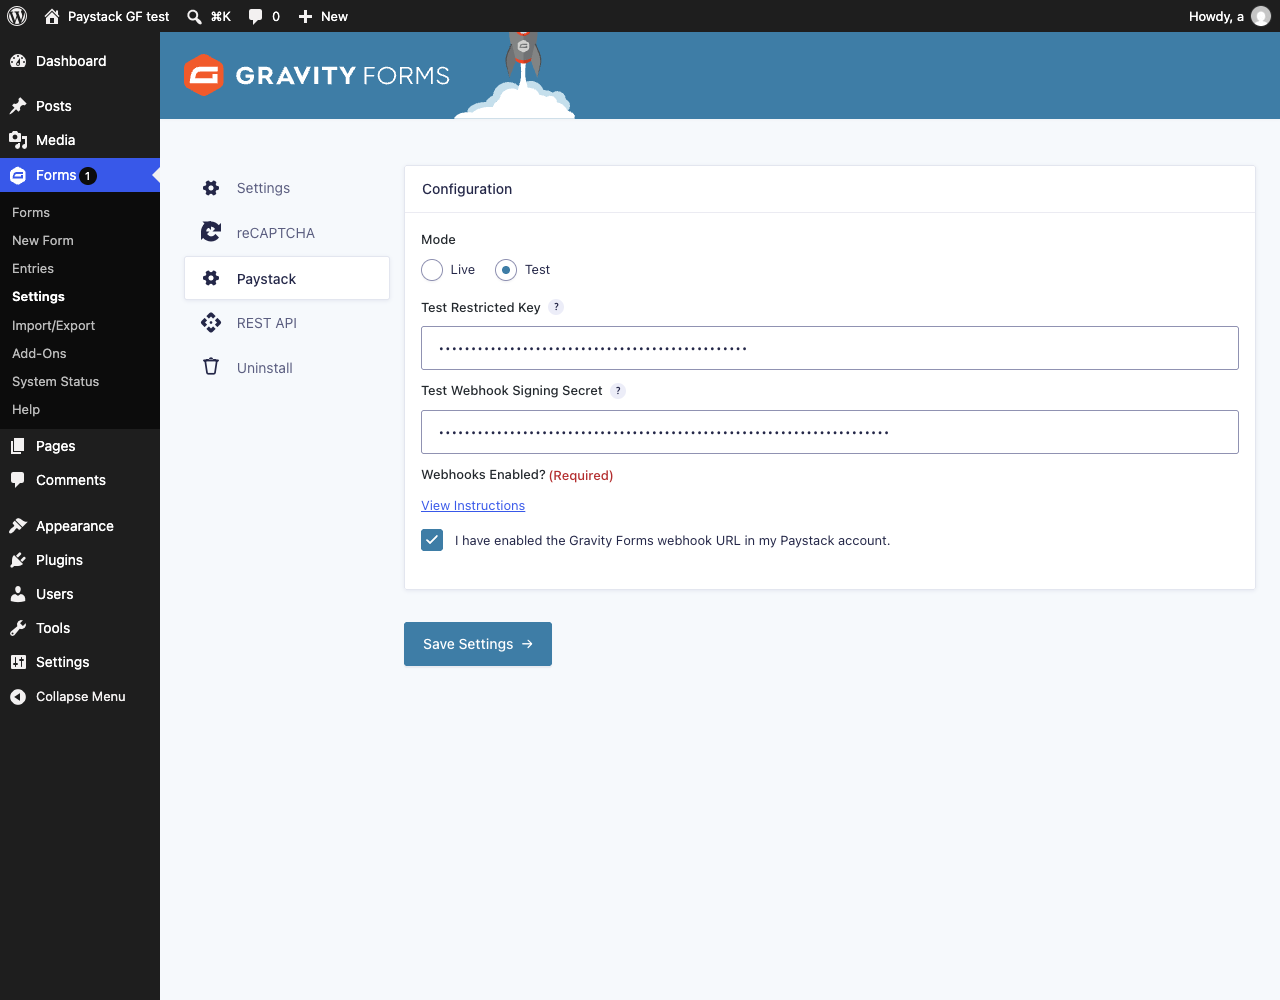 Paystack GF test
⌘K
0
New
Howdy, a
Dashboard
Posts
Media
Forms 1
Forms
New Form
Entries
Settings
Import/Export
Add-Ons
System Status
Help
Pages
Comments
Appearance
Plugins
Users
Tools
Settings
Collapse Menu
GRAVITY FORMS
Settings
reCAPTCHA
Paystack
REST API
Uninstall
Configuration
Mode
Live
Test
Test Restricted Key ?
Test Webhook Signing Secret ?
Webhooks Enabled? (Required)
View Instructions
I have enabled the Gravity Forms webhook URL in my Paystack account.
Save Settings →